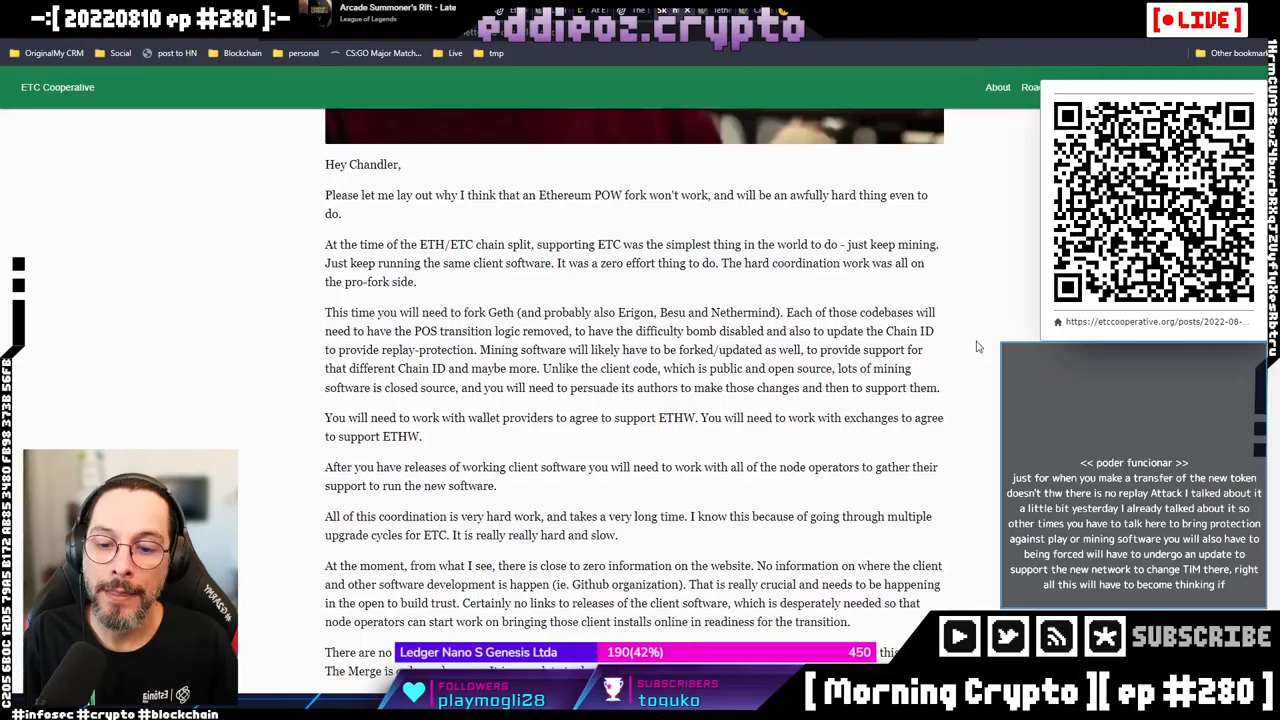 -:[ 20220810 ep #280 ]:-
Arcade Summoner's Rift - Late
League of Legends
eddieoz.crypto
[● LIVE]
OriginalMy CRM
Social
post to HN
Blockchain
personal
CS:GO Major Match...
Live
tmp
Other bookmar
ETC Cooperative
About
Roa
Hey Chandler,
Please let me lay out why I think that an Ethereum POW fork won't work, and will be an awfully hard thing even to
do.
At the time of the ETH/ETC chain split, supporting ETC was the simplest thing in the world to do - just keep mining.
Just keep running the same client software. It was a zero effort thing to do. The hard coordination work was all on
the pro-fork side.
This time you will need to fork Geth (and probably also Erigon, Besu and Nethermind). Each of those codebases will
need to have the POS transition logic removed, to have the difficulty bomb disabled and also to update the Chain ID
to provide replay-protection. Mining software will likely have to be forked/updated as well, to provide support for
that different Chain ID and maybe more. Unlike the client code, which is public and open source, lots of mining
software is closed source, and you will need to persuade its authors to make those changes and then to support them.
You will need to work with wallet providers to agree to support ETHW. You will need to work with exchanges to agree
to support ETHW.
After you have releases of working client software you will need to work with all of the node operators to gather their
support to run the new software.
All of this coordination is very hard work, and takes a very long time. I know this because of going through multiple
upgrade cycles for ETC. It is really really hard and slow.
At the moment, from what I see, there is close to zero information on the website. No information on where the client
and other software development is happen (ie. Github organization). That is really crucial and needs to be happening
in the open to build trust. Certainly no links to releases of the client software, which is desperately needed so that
node operators can start work on bringing those client installs online in readiness for the transition.
There are no
The Merge is
https://etccooperative.org/posts/2022-08-...
<< poder funcionar >>
just for when you make a transfer of the new token
doesn't thw there is no replay Attack I talked about it
a little bit yesterday I already talked about it so
other times you have to talk here to bring protection
against play or mining software you will also have to
being forced will have to undergo an update to
support the new network to change TIM there, right
all this will have to become thinking if
Ledger Nano S Genesis Ltda
190(42%)
450
FOLLOWERS
playmogli28
SUBSCRIBERS
toguko
SUBSCRIBE
[ Morning Crypto ][ ep #280 ]
#infosec #crypto #blockchain